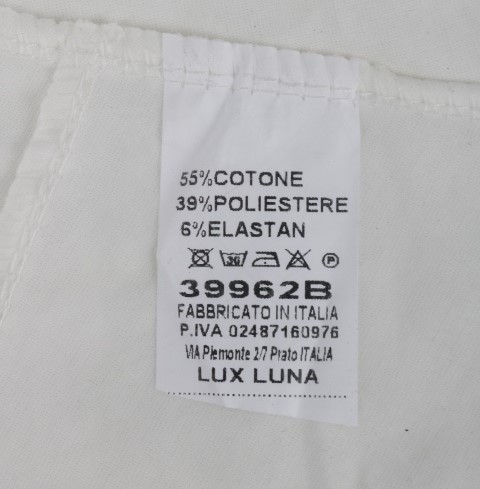 55%COTONE
39%POLIESTERE
6%ELASTAN
30 P
39962B
FABBRICATO IN ITALIA
P.IVA 02487160976
VIA Piemonte 2/7 Prato ITALIA
LUX LUNA